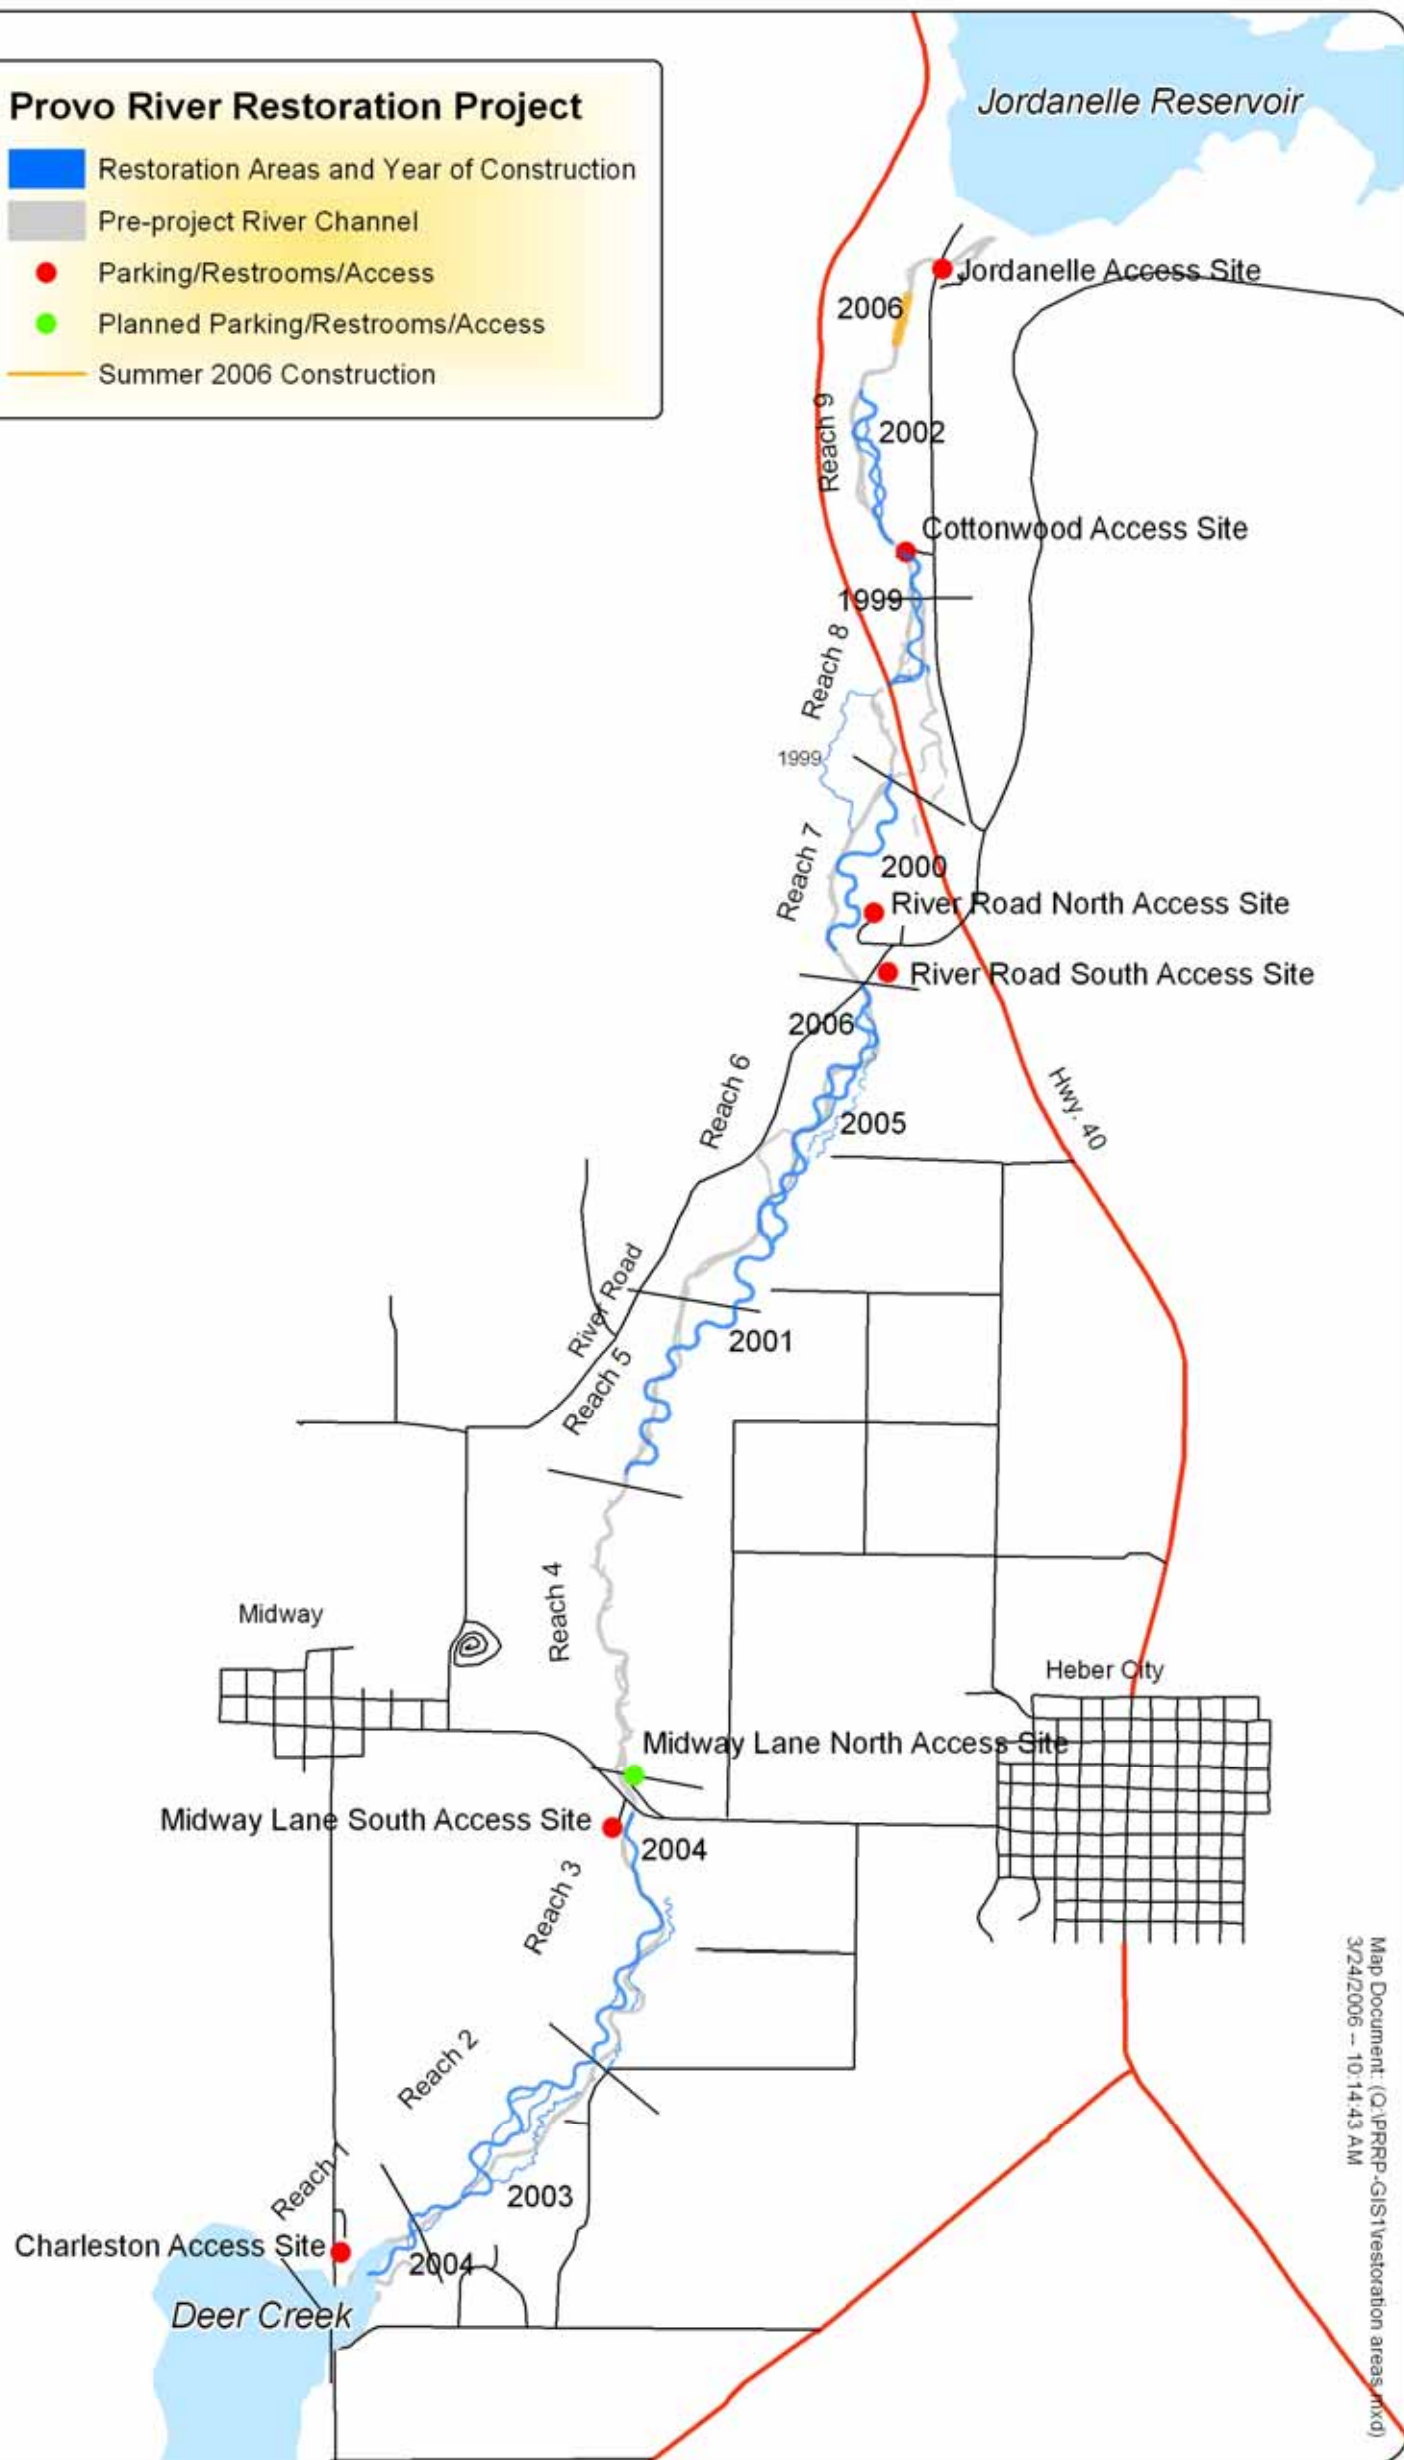 Provo River Restoration Project
Restoration Areas and Year of Construction
Pre-project River Channel
Parking/Restrooms/Access
Planned Parking/Restrooms/Access
Summer 2006 Construction
Jordanelle Reservoir
Jordanelle Access Site
2006
Reach 9
2002
Cottonwood Access Site
1999
Reach 8
1999
Reach 7
2000
River Road North Access Site
River Road South Access Site
2006
Reach 6
Hwy. 40
2005
River Road
2001
Reach 5
Reach 4
Midway
Heber City
Midway Lane North Access Site
Midway Lane South Access Site
2004
Reach 3
Reach 2
Reach 1
2003
Charleston Access Site
2004
Deer Creek
Map Document: (Q:\PRRP-GIS1\restoration areas.mxd)
3/24/2006 -- 10:14:43 AM